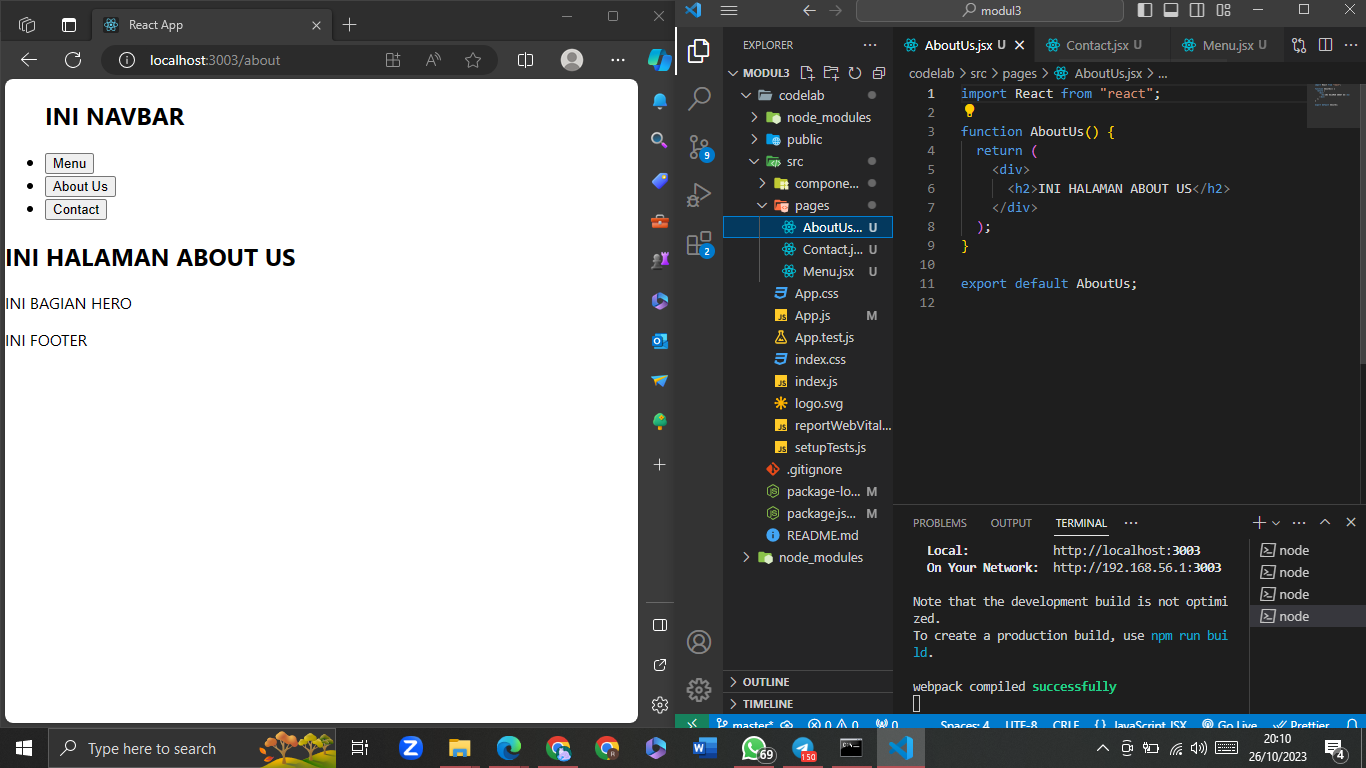 React App
localhost:3003/about
INI NAVBAR
Menu
About Us
Contact
INI HALAMAN ABOUT US
INI BAGIAN HERO
INI FOOTER
modul3
EXPLORER
MODUL3
codelab
node_modules
public
src
compone...
pages
AboutUs... U
Contact.j... U
Menu.jsx U
App.css
App.js M
App.test.js
index.css
index.js
logo.svg
reportWebVital...
setupTests.js
.gitignore
package-lo... M
package.js... M
README.md
node_modules
OUTLINE
TIMELINE
9
2
AboutUs.jsx U Contact.jsx U Menu.jsx U
codelab > src > pages > AboutUs.jsx > ...
1 import React from "react";
2
3 function AboutUs() {
4 return (
5 <div>
6 <h2>INI HALAMAN ABOUT US</h2>
7 </div>
8 );
9 }
10
11 export default AboutUs;
12
PROBLEMS OUTPUT TERMINAL
Local: http://localhost:3003
On Your Network: http://192.168.56.1:3003
Note that the development build is not optimi
zed.
To create a production build, use npm run bui
ld.
webpack compiled successfully
node
node
node
node
master* 0 0 0 Spaces: 4 UTF-8 CRLF {} JavaScript JSX Go Live Prettier
Type here to search
69
150
20:10
26/10/2023
4